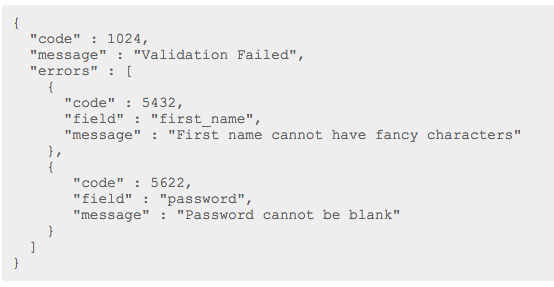 {
  "code" : 1024,
  "message" : "Validation Failed",
  "errors" : [
    {
      "code" : 5432,
      "field" : "first_name",
      "message" : "First name cannot have fancy characters"
    },
    {
       "code" : 5622,
       "field" : "password",
       "message" : "Password cannot be blank"
    }
  ]
}